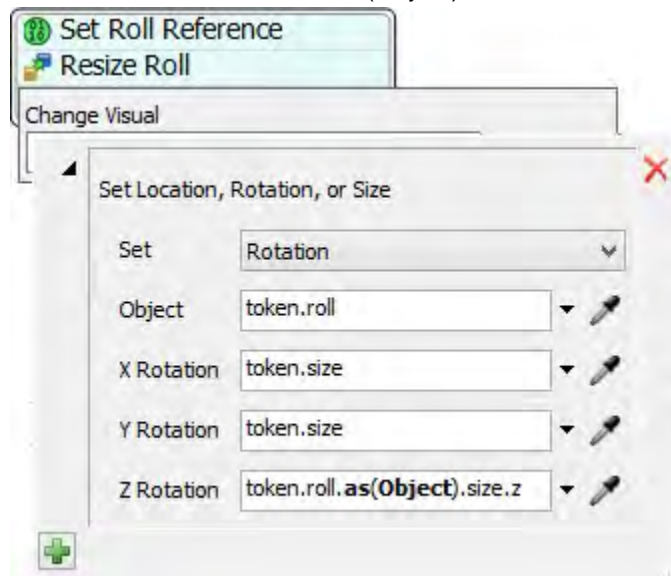 Set Roll Reference
Resize Roll
Change Visual
Set Location, Rotation, or Size
Set Rotation
Object token.roll
X Rotation token.size
Y Rotation token.size
Z Rotation token.roll.as(Object).size.z